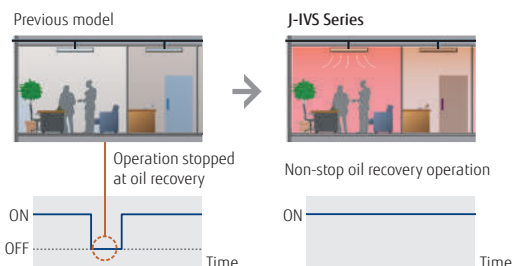 Previous model
J-IVS Series
Operation stopped
at oil recovery
Non-stop oil recovery operation
ON
OFF
Time
ON
Time